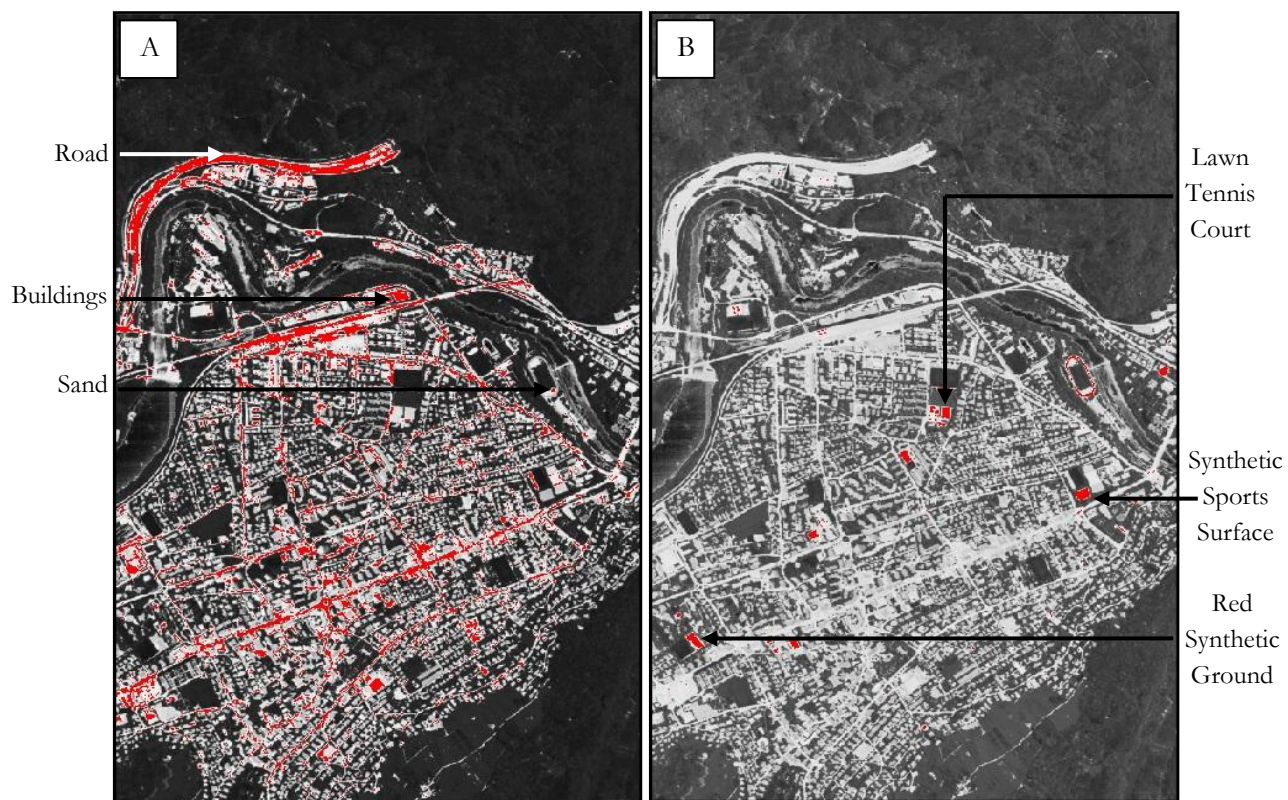 A
B
Road
Buildings
Sand
Lawn
Tennis
Court
Synthetic
Sports
Surface
Red
Synthetic
Ground